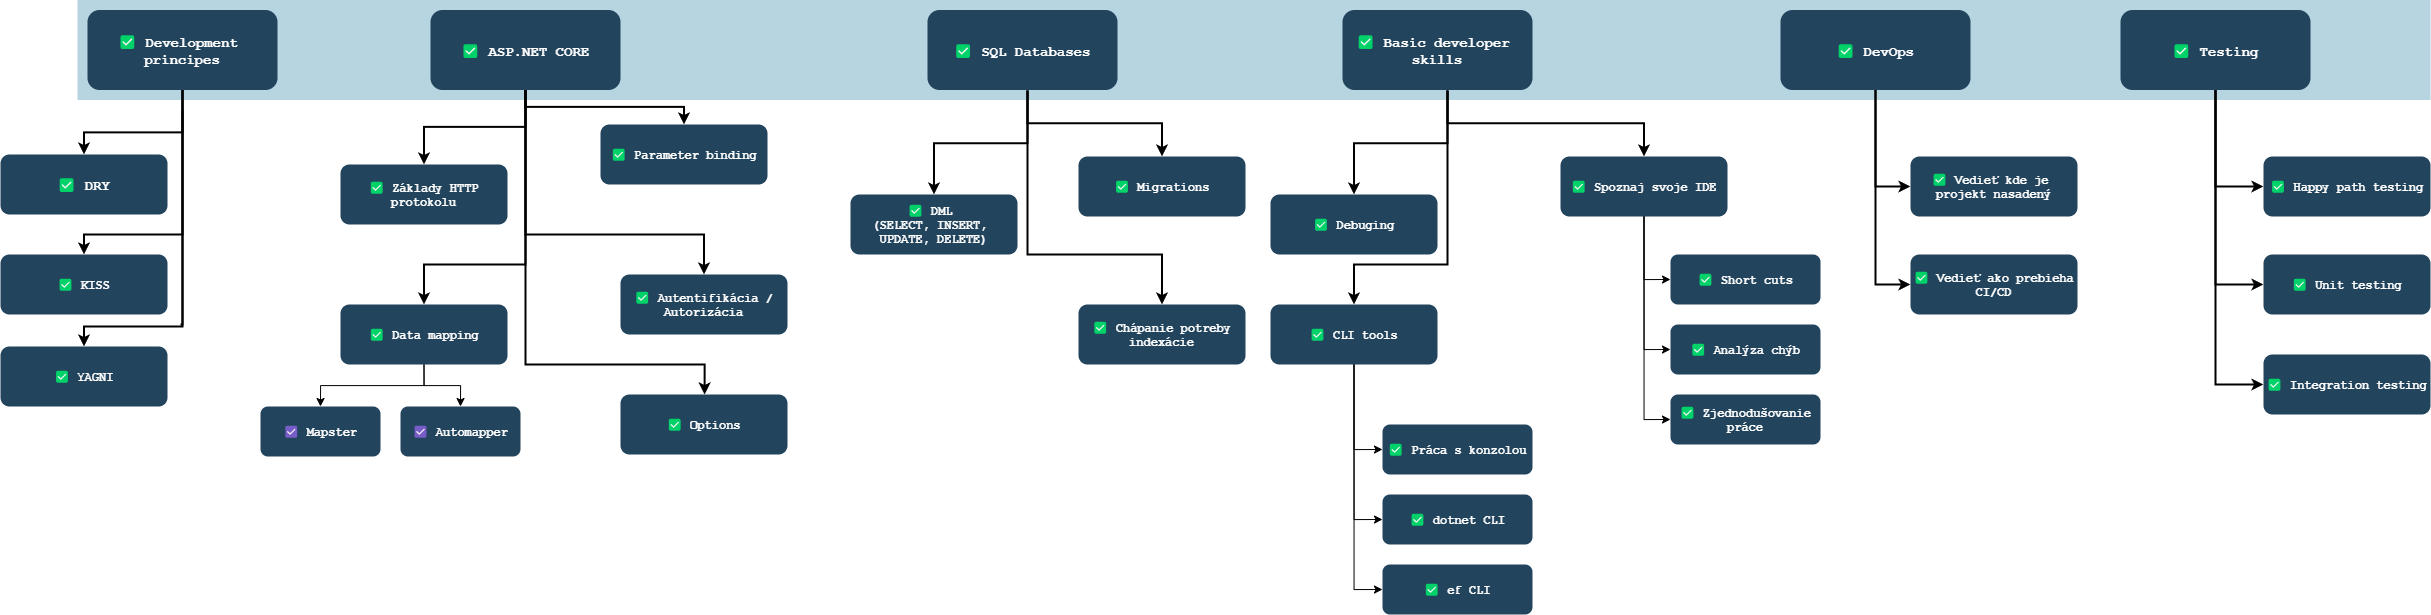 Development
principes
ASP.NET CORE
SQL Databases
Basic developer
skills
DevOps
Testing
DRY
KISS
YAGNI
Základy HTTP
protokolu
Parameter binding
Data mapping
Mapster
Automapper
Autentifikácia /
Autorizácia
Options
DML
(SELECT, INSERT,
UPDATE, DELETE)
Migrations
Chápanie potreby
indexácie
Debuging
CLI tools
Práca s konzolou
dotnet CLI
ef CLI
Spoznaj svoje IDE
Short cuts
Analýza chýb
Zjednodušovanie
práce
Vedieť kde je
projekt nasadený
Vedieť ako prebieha
CI/CD
Happy path testing
Unit testing
Integration testing